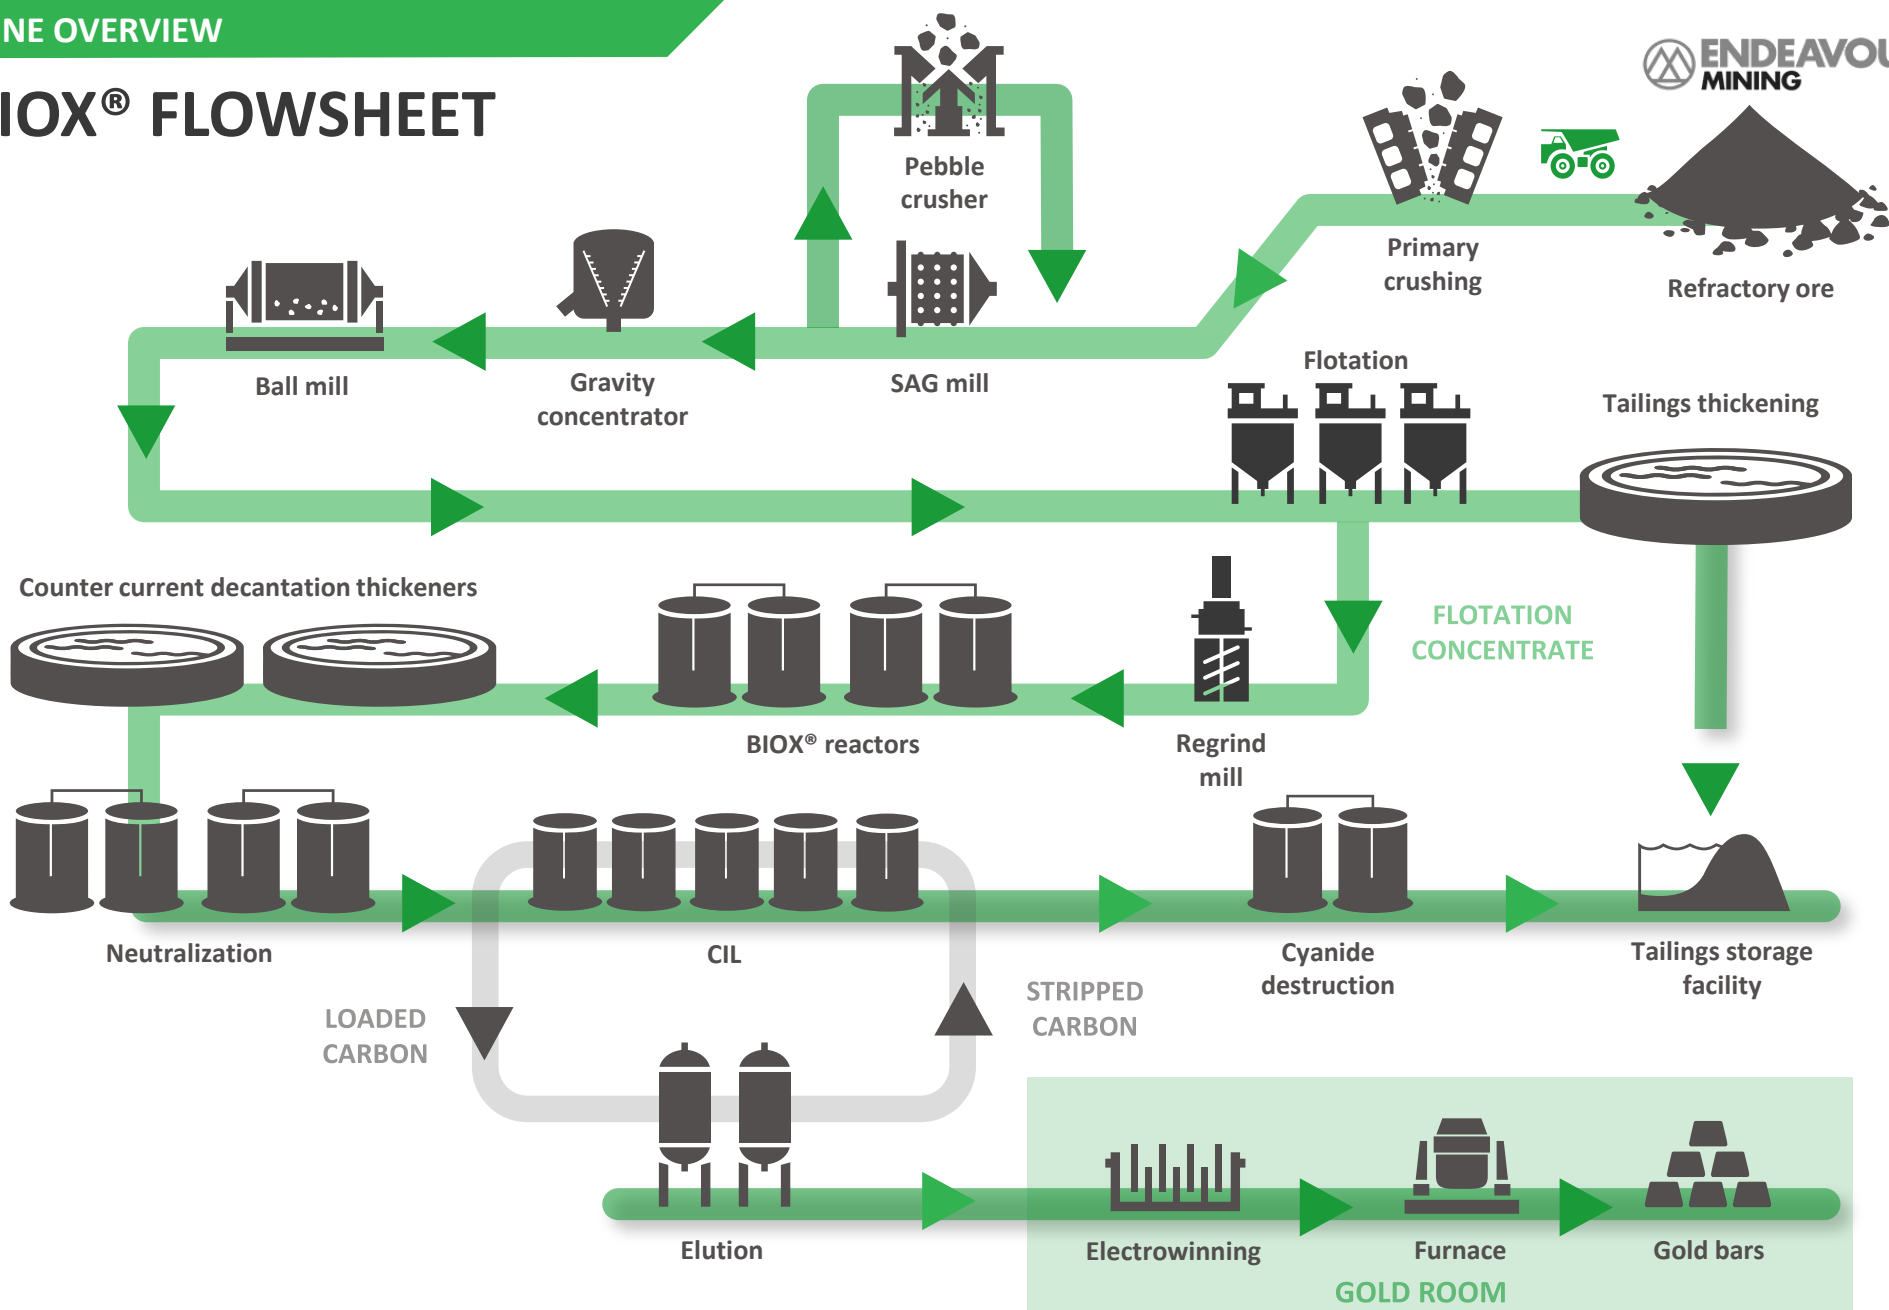 NE OVERVIEW
IOX® FLOWSHEET
ENDEAVOU
MINING
Pebble
crusher
Primary
crushing
Refractory ore
Ball mill
Gravity
concentrator
SAG mill
Flotation
Tailings thickening
Counter current decantation thickeners
FLOTATION
CONCENTRATE
BIOX® reactors
Regrind
mill
Neutralization
CIL
Cyanide
destruction
Tailings storage
facility
LOADED
CARBON
STRIPPED
CARBON
Elution
Electrowinning
Furnace
Gold bars
GOLD ROOM